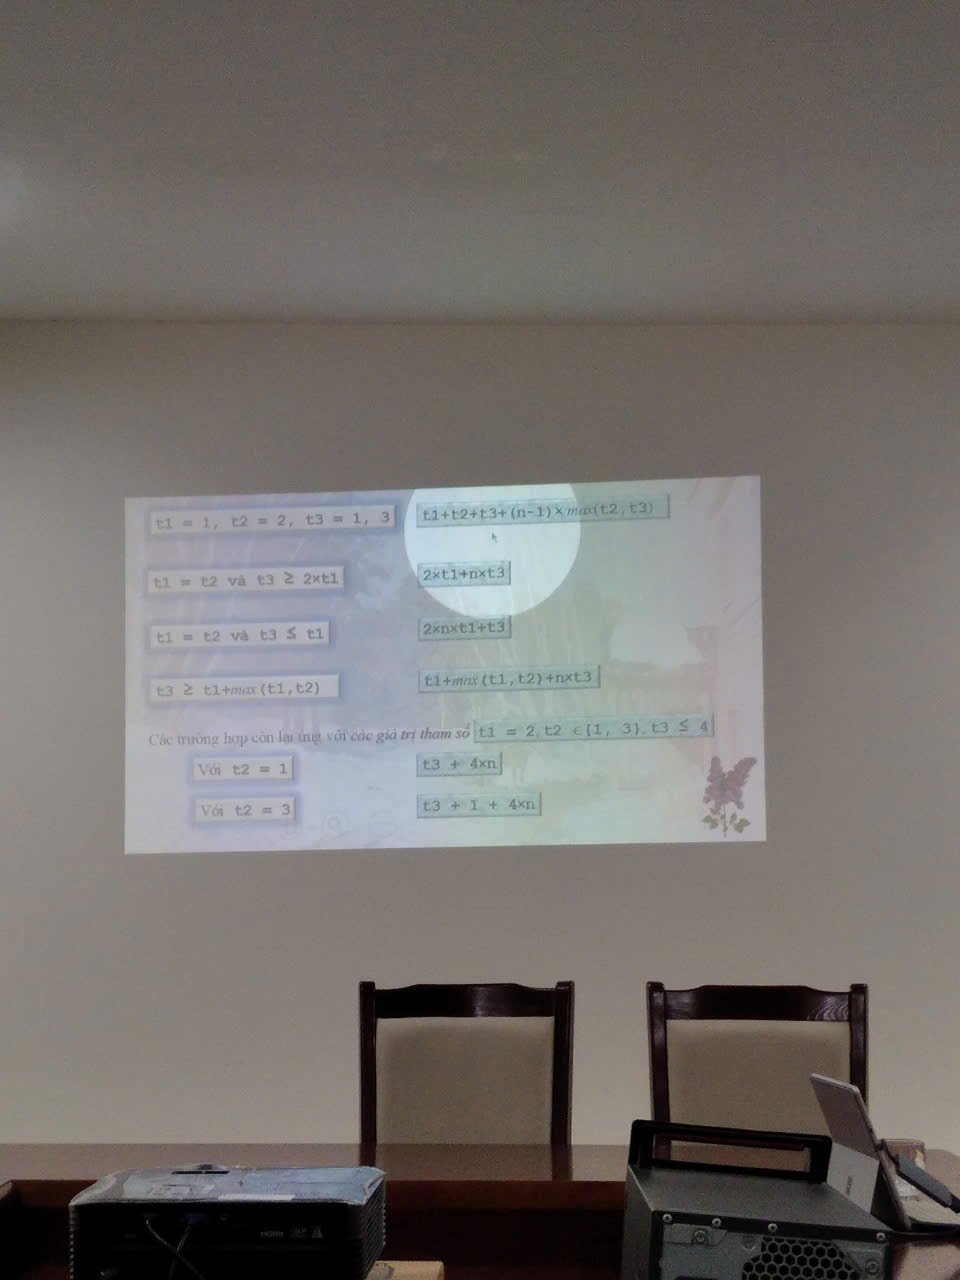 t1 = 1, t2 = 2, t3 = 1, 3 t1+t2+t3+(n-1)×max(t2,t3)
t1 = t2 và t3 ≥ 2×t1 2×t1+n×t3
t1 = t2 và t3 ≤ t1 2×n×t1+t3
t3 ≥ t1+max(t1,t2) t1+max(t1,t2)+n×t3
Các trường hợp còn lại ứng với các giá trị tham số t1 = 2,t2 ∈{1, 3},t3 ≤ 4
Với t2 = 1 t3 + 4×n
Với t2 = 3 t3 + 1 + 4×n
HDMI